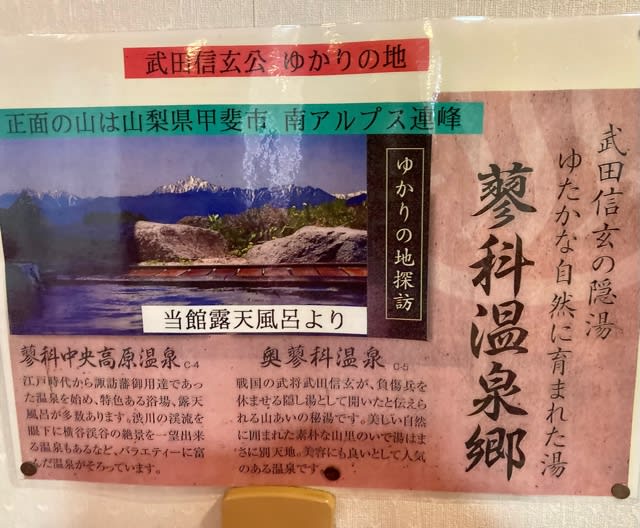 武田信玄公 ゆかりの地
正面の山は山梨県甲斐市 南アルプス連峰
武田信玄の隠湯
ゆたかな自然に育まれた湯
蓼科温泉郷
ゆかりの地探訪
当館露天風呂より
蓼科中央高原温泉 C-4
江戸時代から諏訪藩御用達であっ
た温泉を始め、特色ある浴場、露天
風呂が多数あります。渋川の渓流を
眼下に横谷渓谷の絶景を一望出来
る温泉もあるなど、バラエティーに富
んだ温泉がそろっています。
奥蓼科温泉 C-5
戦国の武将武田信玄が、負傷兵を
休ませる隠し湯として開いたと伝えら
れる山あいの秘湯です。美しい自然
に囲まれた素朴な山里のいで湯はま
さに別天地。美容にも良いとして人気
のある温泉です。